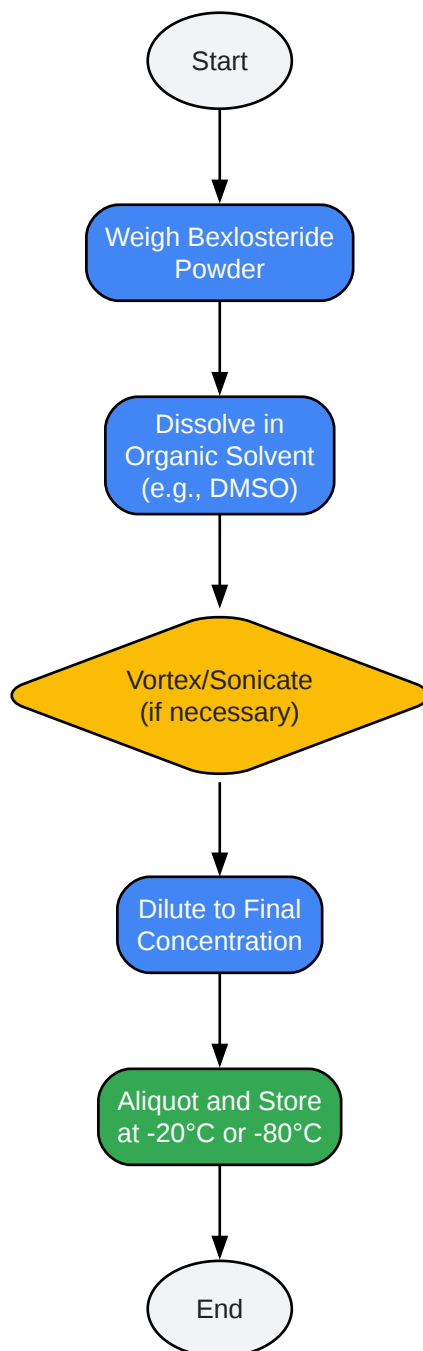 Start
Weigh Bexlosteride
Powder
Dissolve in
Organic Solvent
(e.g., DMSO)
Vortex/Sonicate
(if necessary)
Dilute to Final
Concentration
Aliquot and Store
at -20°C or -80°C
End